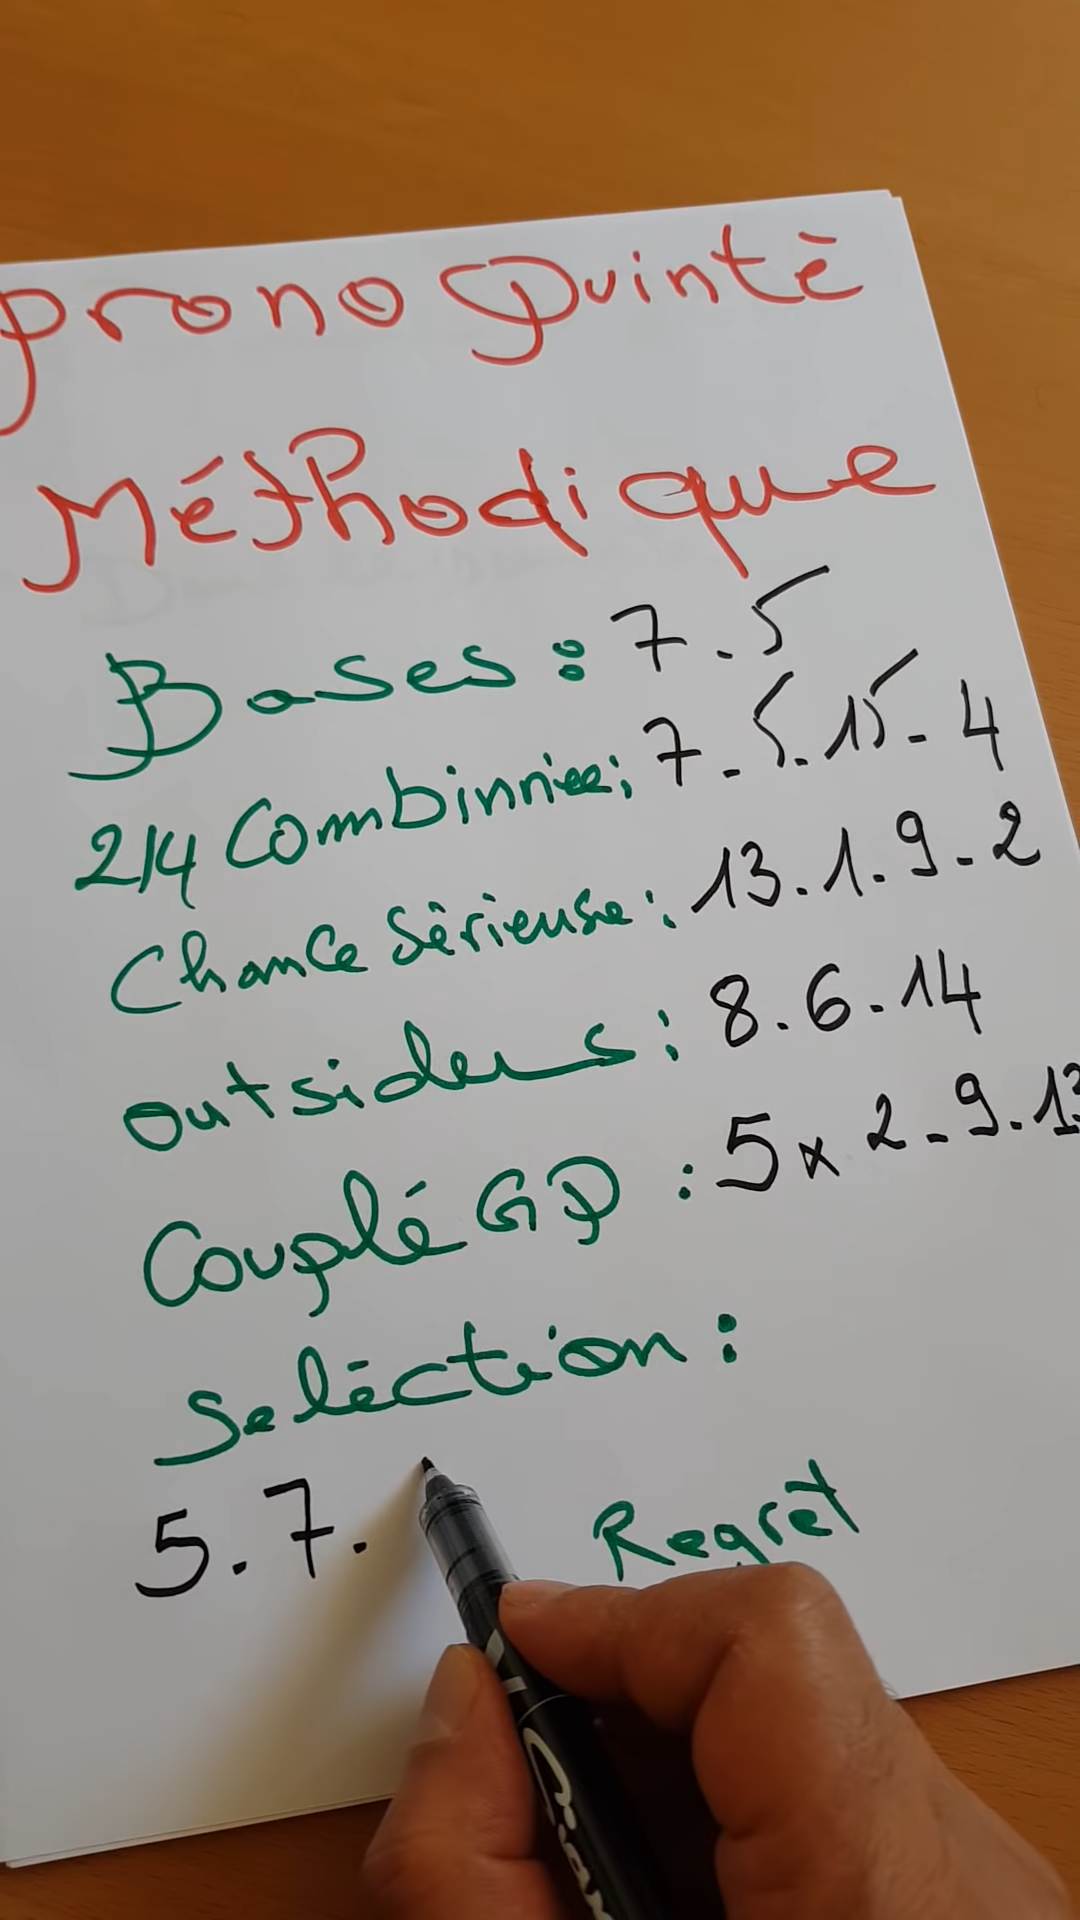 Prono Quinté
Méthodique
Bases : 7 - 5
2/4 Combinnée : 7 - 5 . 15 - 4
Chance sérieuse : 13 . 1 . 9 - 2
outsiders : 8 . 6 . 14
Couplé GP : 5 x 2 - 9 . 13
Seléction :
5 . 7 .
Regret